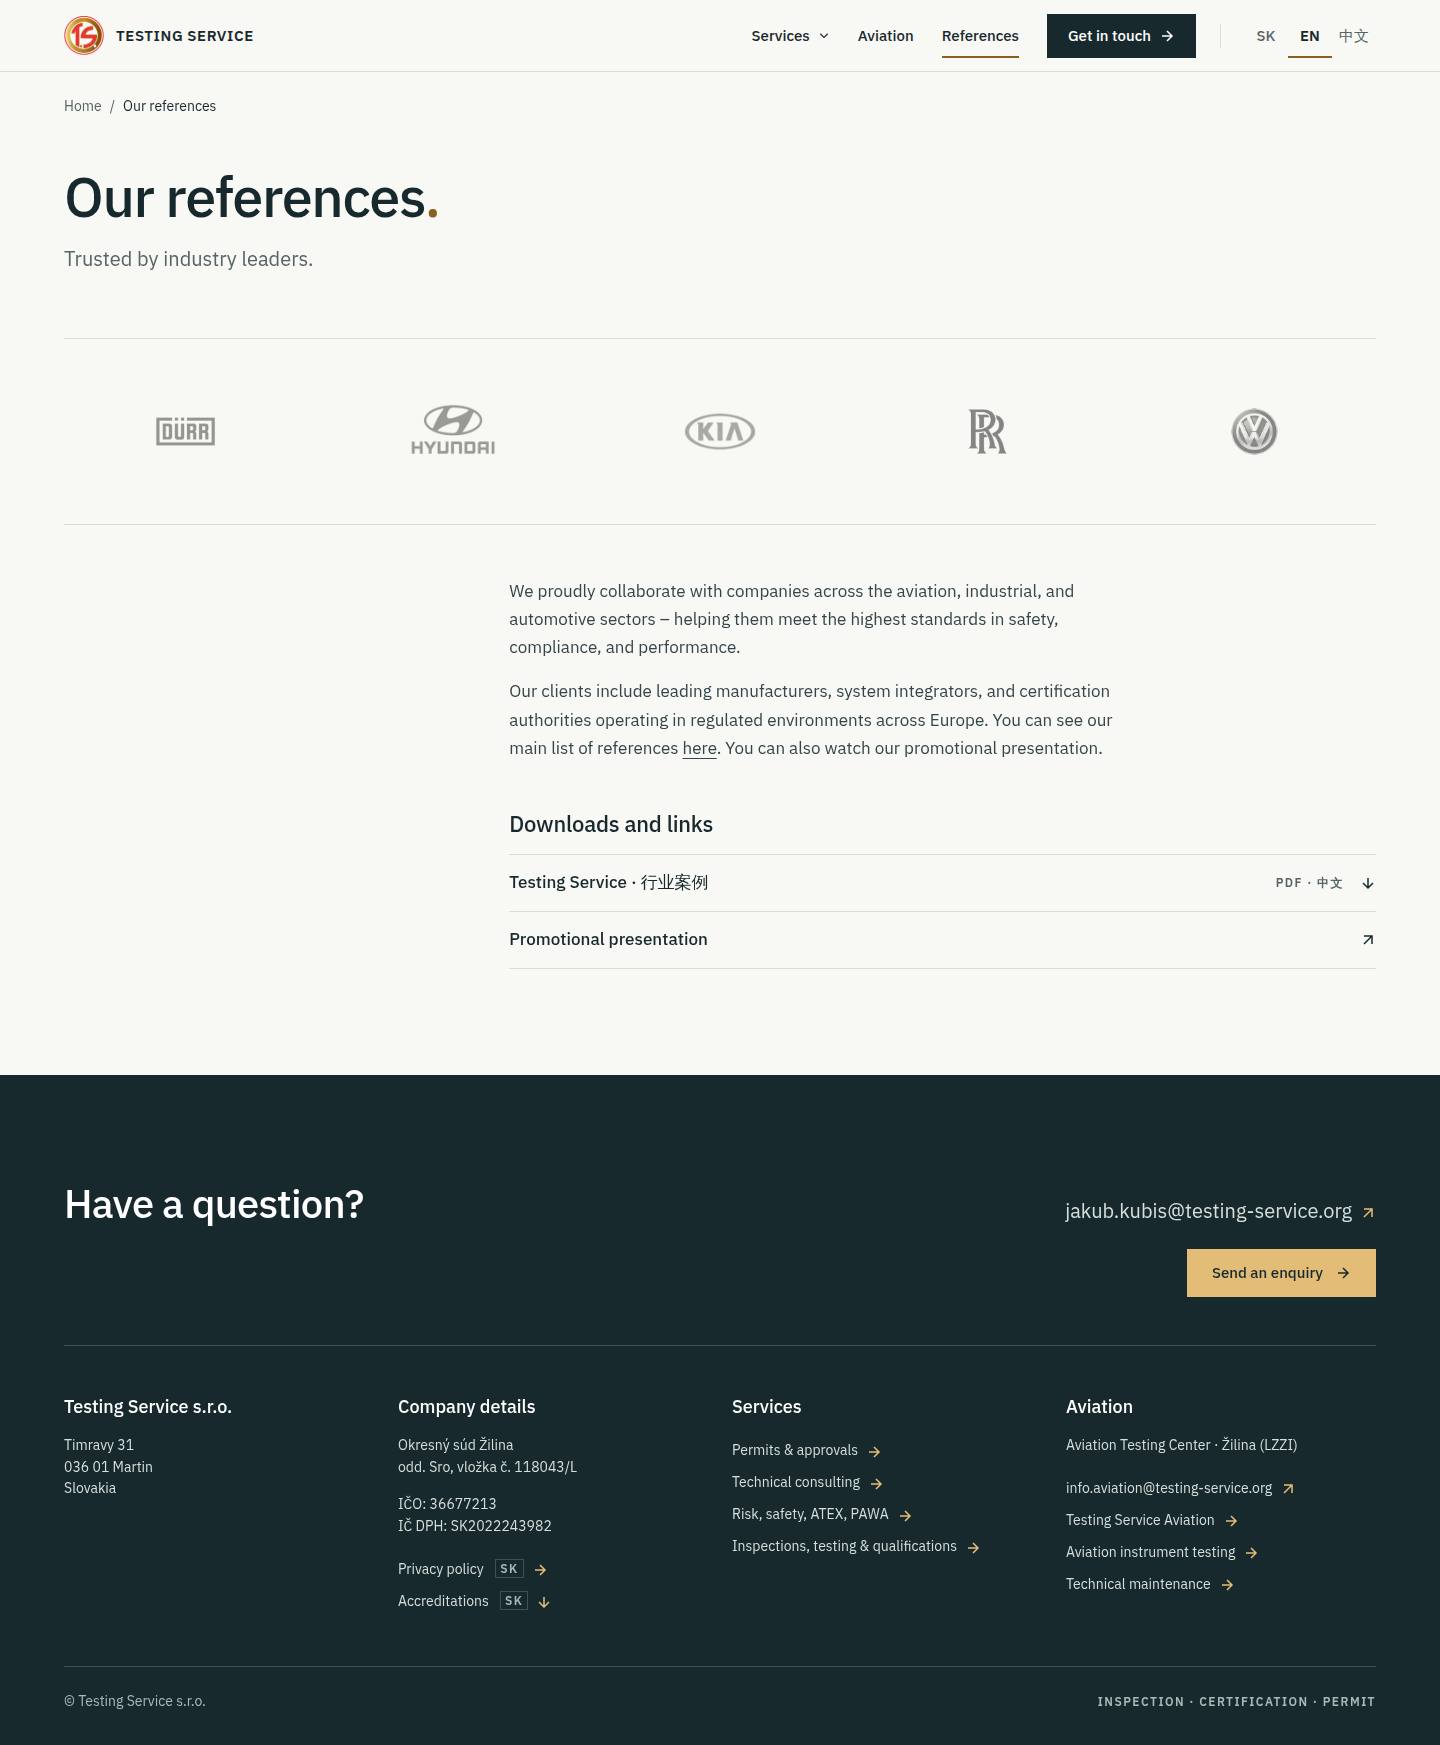 TESTING SERVICE
Services
Aviation
References
Get in touch
SK
EN
中文
Home / Our references
Our references.
Trusted by industry leaders.
DÜRR
HYUNDAI
KIA
RR
VW
We proudly collaborate with companies across the aviation, industrial, and
automotive sectors – helping them meet the highest standards in safety,
compliance, and performance.
Our clients include leading manufacturers, system integrators, and certification
authorities operating in regulated environments across Europe. You can see our
main list of references here. You can also watch our promotional presentation.
Downloads and links
Testing Service · 行业案例
PDF · 中文
Promotional presentation
Have a question?
jakub.kubis@testing-service.org
Send an enquiry
Testing Service s.r.o.
Timravy 31
036 01 Martin
Slovakia
Company details
Okresný súd Žilina
odd. Sro, vložka č. 118043/L
IČO: 36677213
IČ DPH: SK2022243982
Privacy policy SK
Accreditations SK
Services
Permits & approvals
Technical consulting
Risk, safety, ATEX, PAWA
Inspections, testing & qualifications
Aviation
Aviation Testing Center · Žilina (LZZI)
info.aviation@testing-service.org
Testing Service Aviation
Aviation instrument testing
Technical maintenance
© Testing Service s.r.o.
INSPECTION · CERTIFICATION · PERMIT